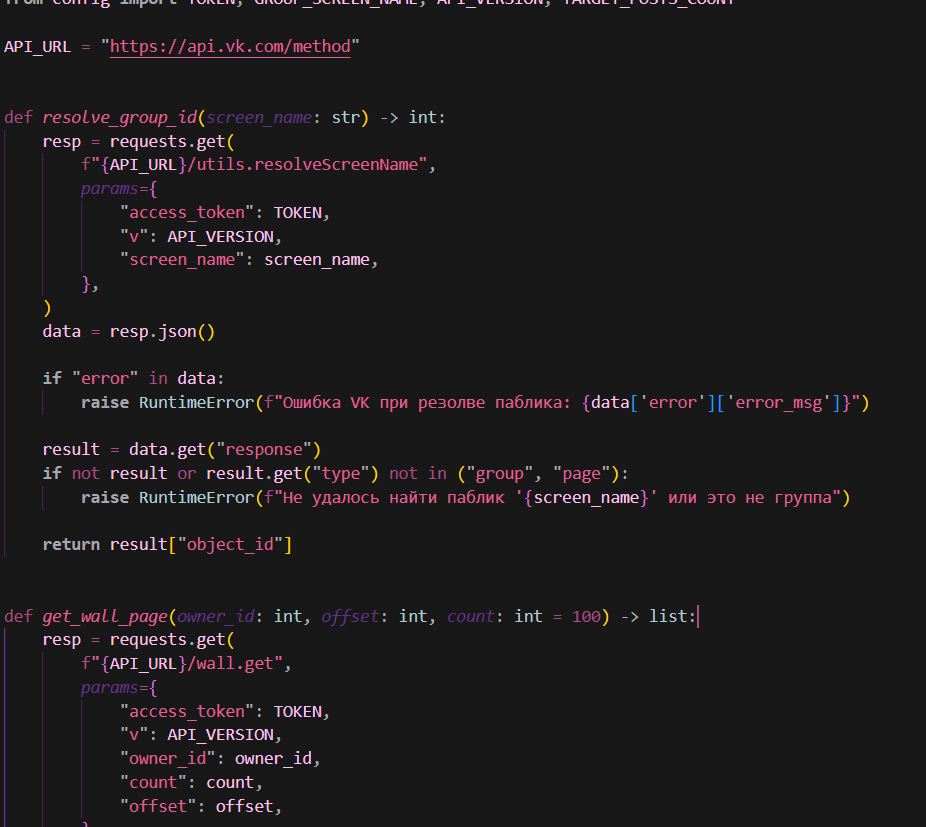 from config import TOKEN, GROUP_SCREEN_NAME, API_VERSION, TARGET_POSTS_COUNT
API_URL = "https://api.vk.com/method"
def resolve_group_id(screen_name: str) -> int:
resp = requests.get(
f"{API_URL}/utils.resolveScreenName",
params={
"access_token": TOKEN,
"v": API_VERSION,
"screen_name": screen_name,
},
)
data = resp.json()
if "error" in data:
raise RuntimeError(f"Ошибка VK при резолве паблика: {data['error']['error_msg']}")
result = data.get("response")
if not result or result.get("type") not in ("group", "page"):
raise RuntimeError(f"Не удалось найти паблик '{screen_name}' или это не группа")
return result["object_id"]
def get_wall_page(owner_id: int, offset: int, count: int = 100) -> list:
resp = requests.get(
f"{API_URL}/wall.get",
params={
"access_token": TOKEN,
"v": API_VERSION,
"owner_id": owner_id,
"count": count,
"offset": offset,
}